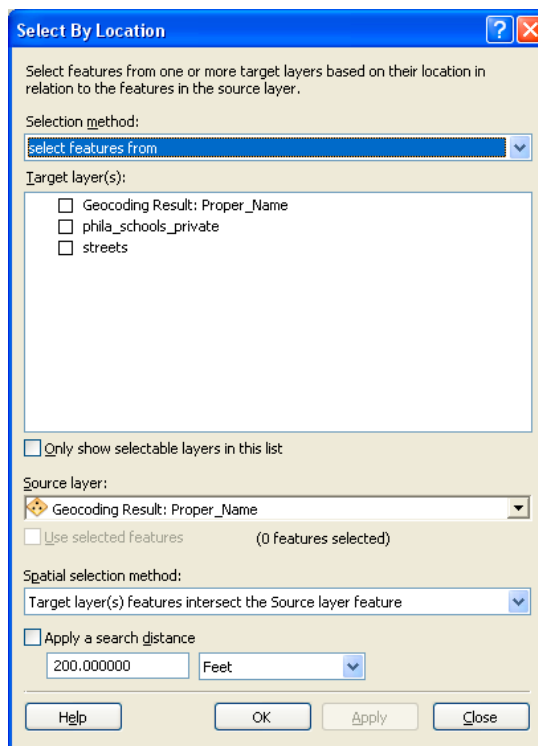 Select By Location
Select features from one or more target layers based on their location in
relation to the features in the source layer.
Selection method:
select features from
Target layer(s):
Geocoding Result: Proper_Name
phila_schools_private
streets
Only show selectable layers in this list
Source layer:
Geocoding Result: Proper_Name
Use selected features (0 features selected)
Spatial selection method:
Target layer(s) features intersect the Source layer feature
Apply a search distance
200.000000 Feet
Help OK Apply Close